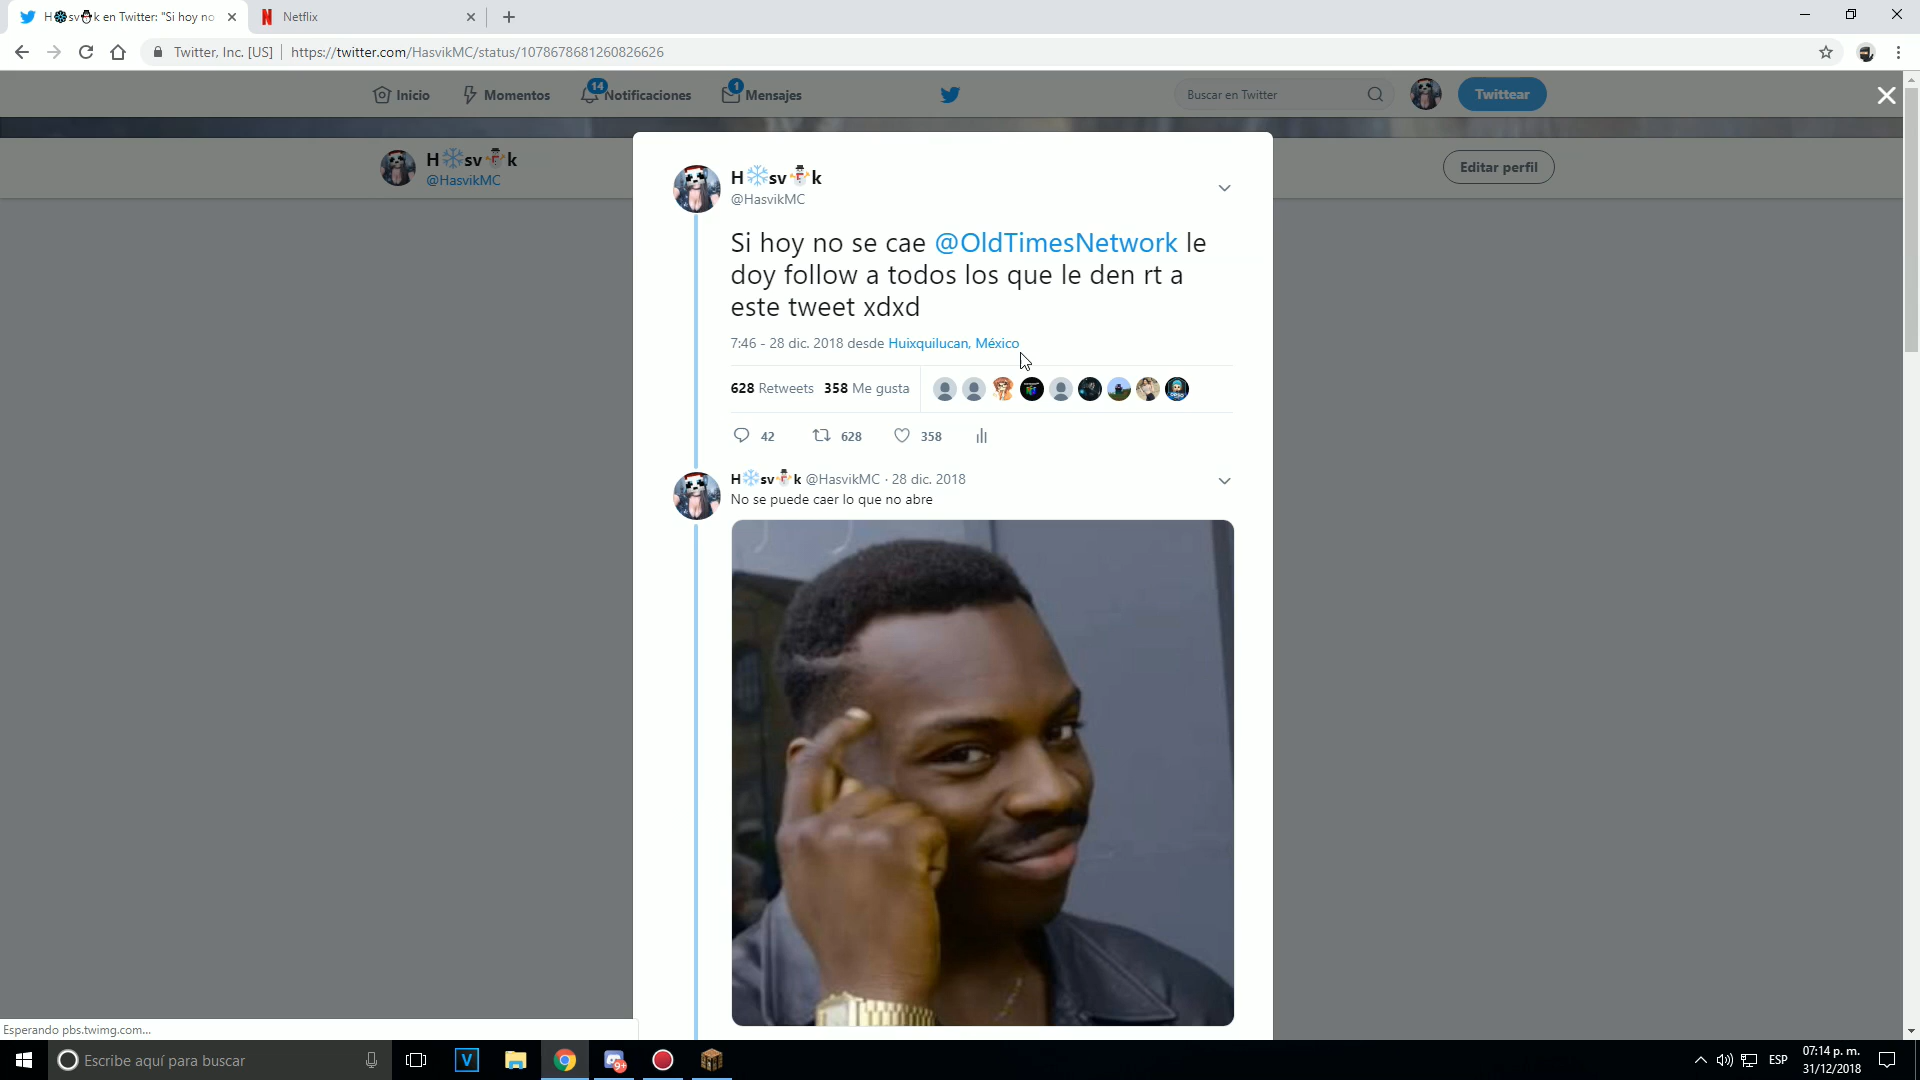 H sv k en Twitter: "Si hoy no
Netflix
Twitter, Inc. [US] https://twitter.com/HasvikMC/status/1078678681260826626
Inicio
Momentos
14
Notificaciones
1
Mensajes
Buscar en Twitter
Twittear
H❄️sv⛄k
@HasvikMC
Editar perfil
H❄️sv⛄k
@HasvikMC
Si hoy no se cae @OldTimesNetwork le
doy follow a todos los que le den rt a
este tweet xdxd
7:46 - 28 dic. 2018 desde Huixquilucan, México
628 Retweets 358 Me gusta
42 628 358
H❄️sv⛄k @HasvikMC · 28 dic. 2018
No se puede caer lo que no abre
Esperando pbs.twimg.com...
Escribe aquí para buscar
V
9+
ESP
07:14 p. m.
31/12/2018